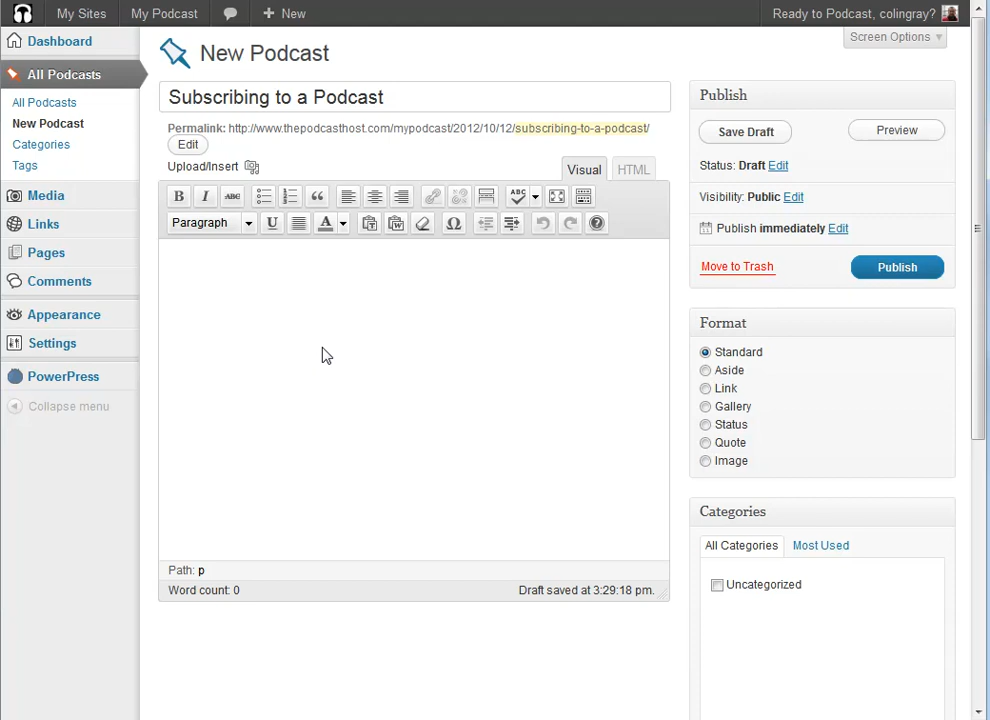 My Sites My Podcast + New Ready to Podcast, colingray?
Screen Options
Dashboard
All Podcasts
All Podcasts
New Podcast
Categories
Tags
Media
Links
Pages
Comments
Appearance
Settings
PowerPress
Collapse menu
New Podcast
Subscribing to a Podcast
Permalink: http://www.thepodcasthost.com/mypodcast/2012/10/12/subscribing-to-a-podcast/
Edit
Upload/Insert
Visual HTML
B I ABC ABC
Paragraph U A Ω
Path: p
Word count: 0 Draft saved at 3:29:18 pm.
Publish
Save Draft Preview
Status: Draft Edit
Visibility: Public Edit
Publish immediately Edit
Move to Trash Publish
Format
Standard
Aside
Link
Gallery
Status
Quote
Image
Categories
All Categories Most Used
Uncategorized